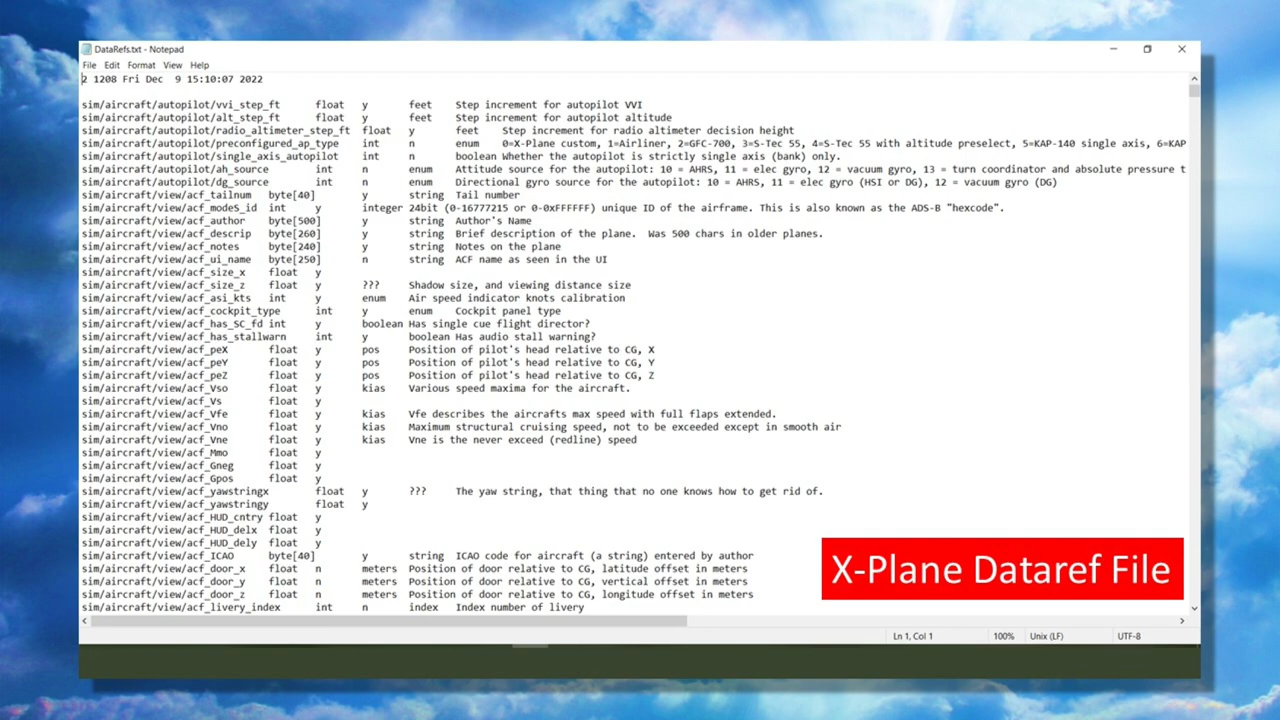 DataRefs.txt - Notepad
File Edit Format View Help
2 1208 Fri Dec  9 15:10:07 2022
sim/aircraft/autopilot/vvi_step_ft float y feet Step increment for autopilot VVI
sim/aircraft/autopilot/alt_step_ft float y feet Step increment for autopilot altitude
sim/aircraft/autopilot/radio_altimeter_step_ft float y feet Step increment for radio altimeter decision height
sim/aircraft/autopilot/preconfigured_ap_type int n enum 0=X-Plane custom, 1=Airliner, 2=GFC-700, 3=S-Tec 55, 4=S-Tec 55 with altitude preselect, 5=KAP-140 single axis, 6=KAP
sim/aircraft/autopilot/single_axis_autopilot int n boolean Whether the autopilot is strictly single axis (bank) only.
sim/aircraft/autopilot/ah_source int n enum Attitude source for the autopilot: 10 = AHRS, 11 = elec gyro, 12 = vacuum gyro, 13 = turn coordinator and absolute pressure t
sim/aircraft/autopilot/dg_source int n enum Directional gyro source for the autopilot: 10 = AHRS, 11 = elec gyro (HSI or DG), 12 = vacuum gyro (DG)
sim/aircraft/view/acf_tailnum byte[40] y string Tail number
sim/aircraft/view/acf_modeS_id int y integer 24bit (0-16777215 or 0-0xFFFFFF) unique ID of the airframe. This is also known as the ADS-B "hexcode".
sim/aircraft/view/acf_author byte[500] y string Author's Name
sim/aircraft/view/acf_descrip byte[260] y string Brief description of the plane.  Was 500 chars in older planes.
sim/aircraft/view/acf_notes byte[240] y string Notes on the plane
sim/aircraft/view/acf_ui_name byte[250] n string ACF name as seen in the UI
sim/aircraft/view/acf_size_x float y
sim/aircraft/view/acf_size_z float y ??? Shadow size, and viewing distance size
sim/aircraft/view/acf_asi_kts int y enum Air speed indicator knots calibration
sim/aircraft/view/acf_cockpit_type int y enum Cockpit panel type
sim/aircraft/view/acf_has_SC_fd int y boolean Has single cue flight director?
sim/aircraft/view/acf_has_stallwarn int y boolean Has audio stall warning?
sim/aircraft/view/acf_peX float y pos Position of pilot's head relative to CG, X
sim/aircraft/view/acf_peY float y pos Position of pilot's head relative to CG, Y
sim/aircraft/view/acf_peZ float y pos Position of pilot's head relative to CG, Z
sim/aircraft/view/acf_Vso float y kias Various speed maxima for the aircraft.
sim/aircraft/view/acf_Vs float y
sim/aircraft/view/acf_Vfe float y kias Vfe describes the aircrafts max speed with full flaps extended.
sim/aircraft/view/acf_Vno float y kias Maximum structural cruising speed, not to be exceeded except in smooth air
sim/aircraft/view/acf_Vne float y kias Vne is the never exceed (redline) speed
sim/aircraft/view/acf_Mmo float y
sim/aircraft/view/acf_Gneg float y
sim/aircraft/view/acf_Gpos float y
sim/aircraft/view/acf_yawstringx float y ??? The yaw string, that thing that no one knows how to get rid of.
sim/aircraft/view/acf_yawstringy float y
sim/aircraft/view/acf_HUD_cntry float y
sim/aircraft/view/acf_HUD_delx float y
sim/aircraft/view/acf_HUD_dely float y
sim/aircraft/view/acf_ICAO byte[40] y string ICAO code for aircraft (a string) entered by author
sim/aircraft/view/acf_door_x float n meters Position of door relative to CG, latitude offset in meters
sim/aircraft/view/acf_door_y float n meters Position of door relative to CG, vertical offset in meters
sim/aircraft/view/acf_door_z float n meters Position of door relative to CG, longitude offset in meters
sim/aircraft/view/acf_livery_index int n index Index number of livery
X-Plane Dataref File
Ln 1, Col 1 100% Unix (LF) UTF-8